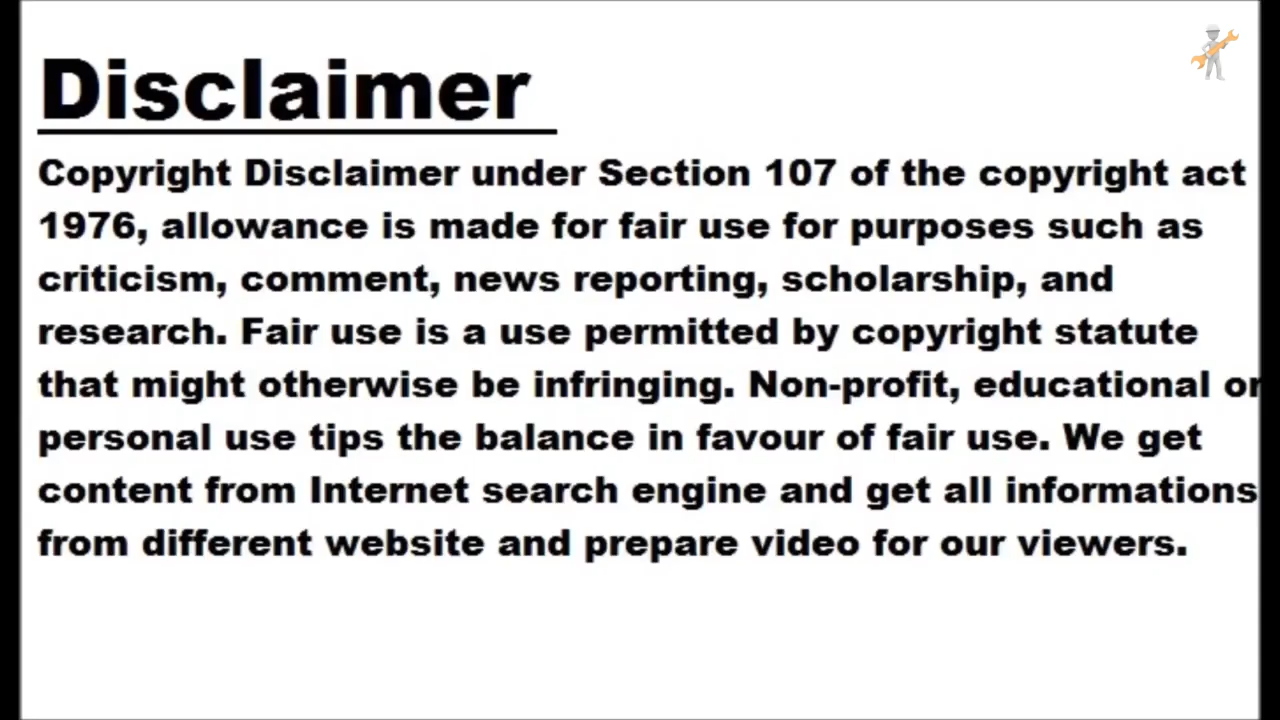 Disclaimer
Copyright Disclaimer under Section 107 of the copyright act
1976, allowance is made for fair use for purposes such as
criticism, comment, news reporting, scholarship, and
research. Fair use is a use permitted by copyright statute
that might otherwise be infringing. Non-profit, educational or
personal use tips the balance in favour of fair use. We get
content from Internet search engine and get all informations
from different website and prepare video for our viewers.